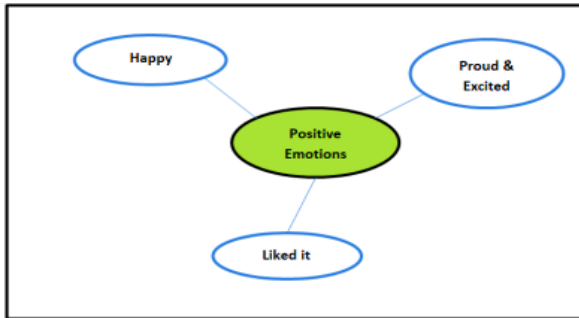 Happy
Proud &
Excited
Positive
Emotions
Liked it